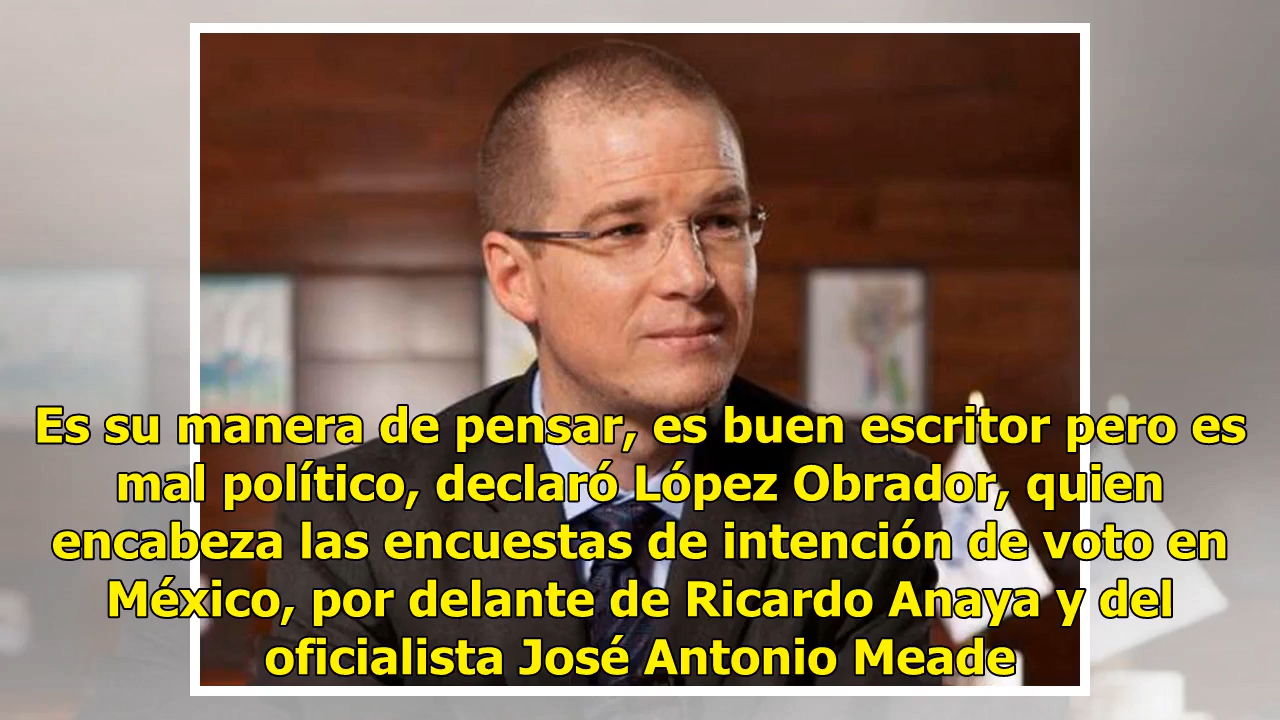 Es su manera de pensar, es buen escritor pero es
mal político, declaró López Obrador, quien
encabeza las encuestas de intención de voto en
México, por delante de Ricardo Anaya y del
oficialista José Antonio Meade